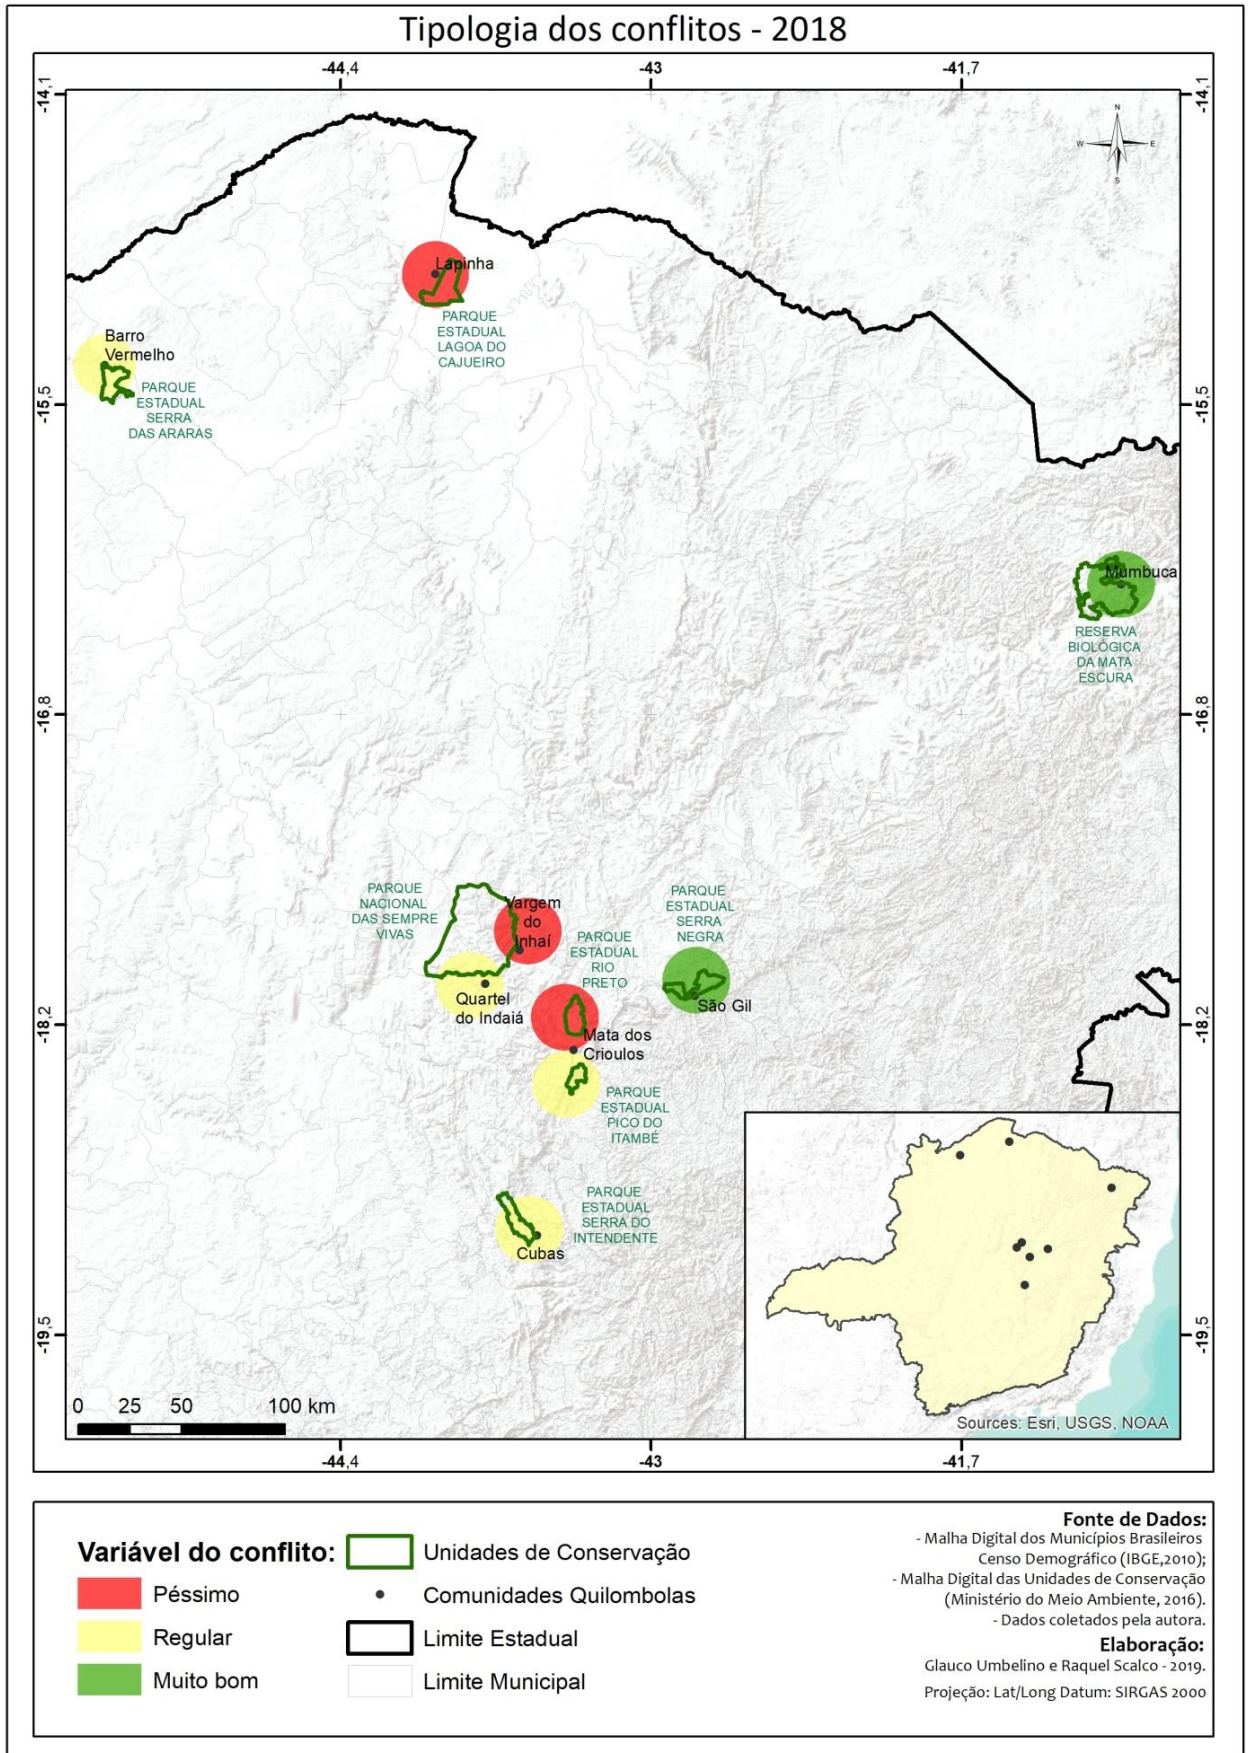 Tipologia dos conflitos - 2018
-44,4
-43
-41,7
-14,1
-14,1
N
W
E
S
Lapinha
PARQUE
ESTADUAL
LAGOA DO
CAJUEIRO
Barro
Vermelho
PARQUE
ESTADUAL
SERRA
DAS ARARAS
-15,5
-15,5
Mumbuca
RESERVA
BIOLÓGICA
DA MATA
ESCURA
-16,8
-16,8
PARQUE
NACIONAL
DAS SEMPRE
VIVAS
Vargem
do
Inhaí
PARQUE
ESTADUAL
SERRA
NEGRA
PARQUE
ESTADUAL
RIO
PRETO
Quartel
do Indaiá
São Gil
-18,2
-18,2
Mata dos
Crioulos
PARQUE
ESTADUAL
PICO DO
ITAMBÉ
PARQUE
ESTADUAL
SERRA DO
INTENDENTE
Cubas
-19,5
-19,5
0 25 50 100 km
Sources: Esri, USGS, NOAA
-44,4
-43
-41,7
Variável do conflito:
Péssimo
Regular
Muito bom
Unidades de Conservação
Comunidades Quilombolas
Limite Estadual
Limite Municipal
Fonte de Dados:
- Malha Digital dos Municípios Brasileiros
Censo Demográfico (IBGE,2010);
- Malha Digital das Unidades de Conservação
(Ministério do Meio Ambiente, 2016).
- Dados coletados pela autora.
Elaboração:
Glauco Umbelino e Raquel Scalco - 2019.
Projeção: Lat/Long Datum: SIRGAS 2000